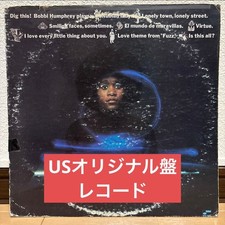 Dig this! Bobbi Humphrey plays Lonely town, lonely street.
Smiling faces, sometimes. El mundo de maravillas. Virtue.
I love every little thing about you. Love theme from "Fuzz." Is this all?
USオリジナル盤
レコード